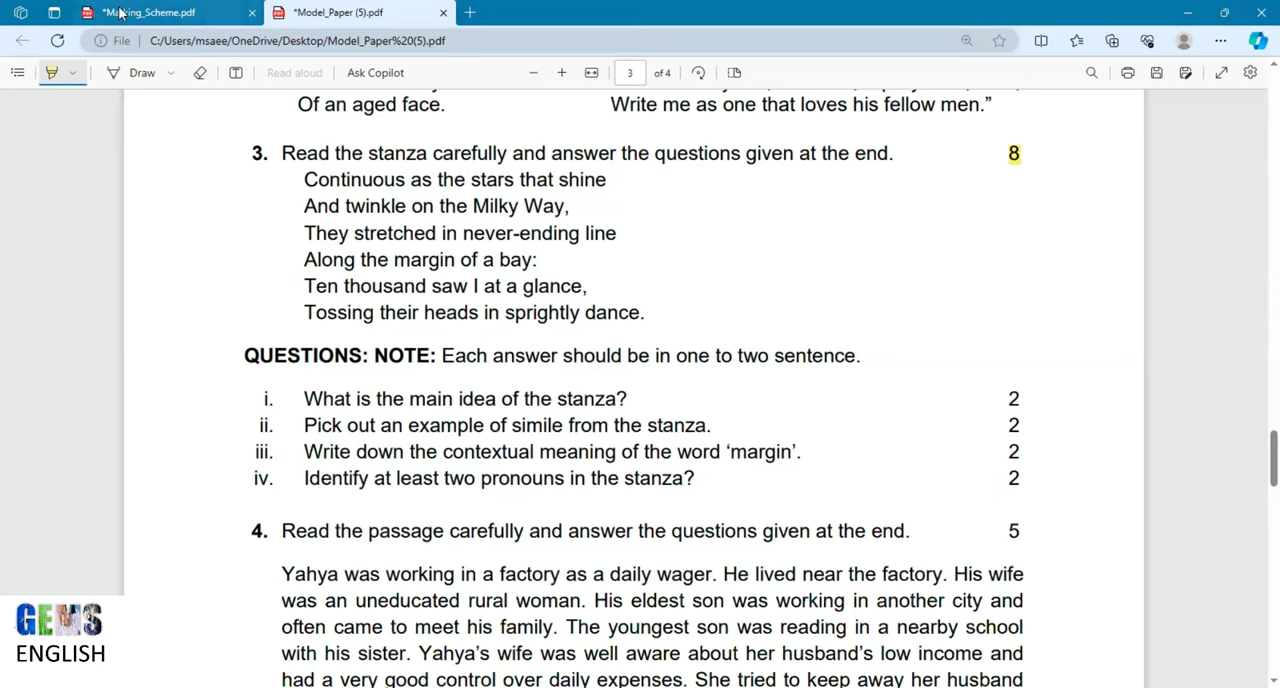 *Marking_Scheme.pdf
*Model_Paper (5).pdf
File
C:/Users/msaee/OneDrive/Desktop/Model_Paper%20(5).pdf
Draw
Read aloud
Ask Copilot
3
of 4
Of an aged face.
Write me as one that loves his fellow men.”
3. Read the stanza carefully and answer the questions given at the end. 8
Continuous as the stars that shine
And twinkle on the Milky Way,
They stretched in never-ending line
Along the margin of a bay:
Ten thousand saw I at a glance,
Tossing their heads in sprightly dance.
QUESTIONS: NOTE: Each answer should be in one to two sentence.
i. What is the main idea of the stanza? 2
ii. Pick out an example of simile from the stanza. 2
iii. Write down the contextual meaning of the word ‘margin’. 2
iv. Identify at least two pronouns in the stanza? 2
4. Read the passage carefully and answer the questions given at the end. 5
Yahya was working in a factory as a daily wager. He lived near the factory. His wife
was an uneducated rural woman. His eldest son was working in another city and
often came to meet his family. The youngest son was reading in a nearby school
with his sister. Yahya’s wife was well aware about her husband’s low income and
had a very good control over daily expenses. She tried to keep away her husband
GEMS
ENGLISH